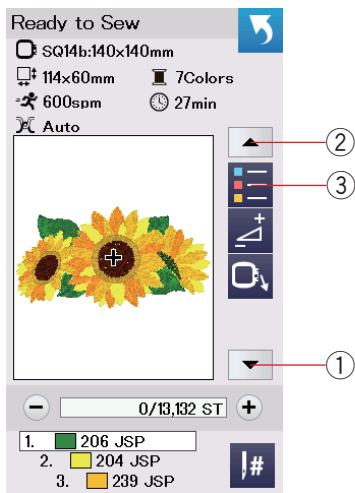 Ready to Sew
SQ14b:140x140mm
114x60mm 7Colors
600spm 27min
Auto
②
③
①
0/13,132 ST
1. 206 JSP
2. 204 JSP
3. 239 JSP
#